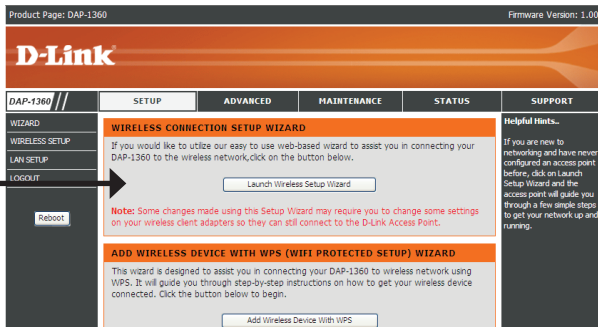 Product Page: DAP-1360
Firmware Version: 1.00
D-Link
DAP-1360
SETUP
ADVANCED
MAINTENANCE
STATUS
SUPPORT
WIZARD
WIRELESS SETUP
LAN SETUP
LOGOUT
Reboot
WIRELESS CONNECTION SETUP WIZARD
If you would like to utilize our easy to use web-based wizard to assist you in connecting your
DAP-1360 to the wireless network,click on the button below.
Launch Wireless Setup Wizard
Note: Some changes made using this Setup Wizard may require you to change some settings
on your wireless client adapters so they can still connect to the D-Link Access Point.
ADD WIRELESS DEVICE WITH WPS (WIFI PROTECTED SETUP) WIZARD
This wizard is designed to assist you in connecting your DAP-1360 to wireless network using
WPS. It will guide you through step-by-step instructions on how to get your wireless device
connected. Click the button below to begin.
Add Wireless Device With WPS
Helpful Hints..
If you are new to
networking and have never
configured an access point
before, click on Launch
Setup Wizard and the
access point will guide you
through a few simple steps
to get your network up and
running.